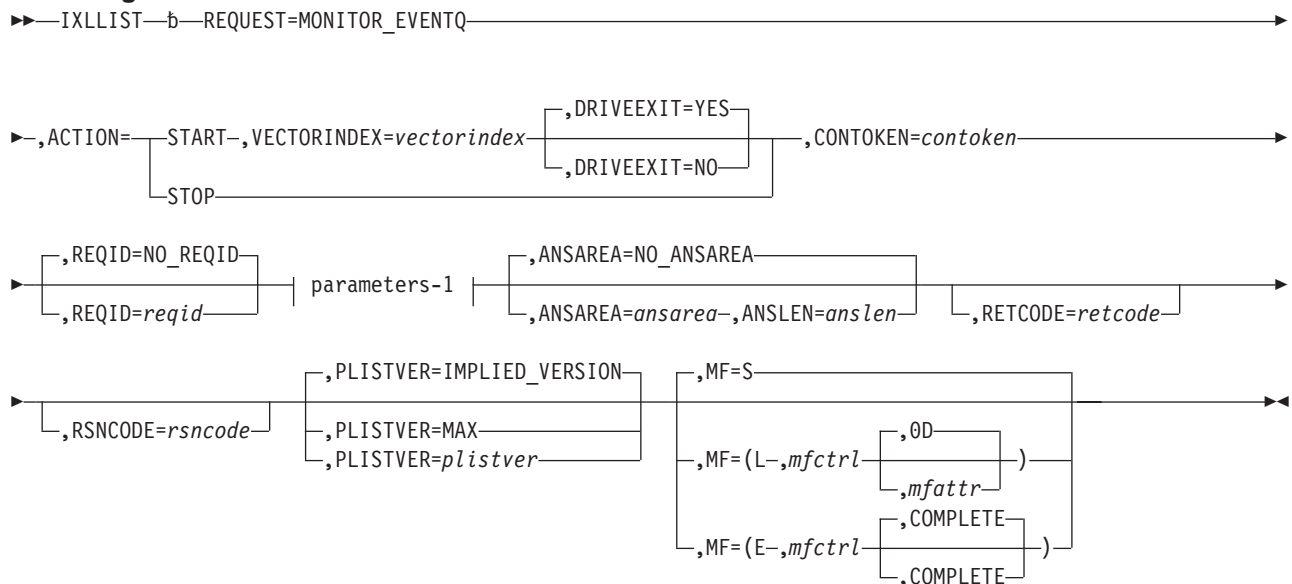 IXLLIST ƀ REQUEST=MONITOR_EVENTQ
,DRIVEEXIT=YES
,ACTION= START ,VECTORINDEX=vectorindex ,CONTOKEN=contoken
,DRIVEEXIT=NO
STOP
,REQID=NO_REQID ,ANSAREA=NO_ANSAREA
parameters-1
,REQID=reqid ,ANSAREA=ansarea ,ANSLEN=anslen ,RETCODE=retcode
,PLISTVER=IMPLIED_VERSION ,MF=S
,RSNCODE=rsncode ,PLISTVER=MAX ,0D
,PLISTVER=plistver ,MF=(L ,mfctrl )
,mfattr
,COMPLETE
,MF=(E ,mfctrl )
,COMPLETE